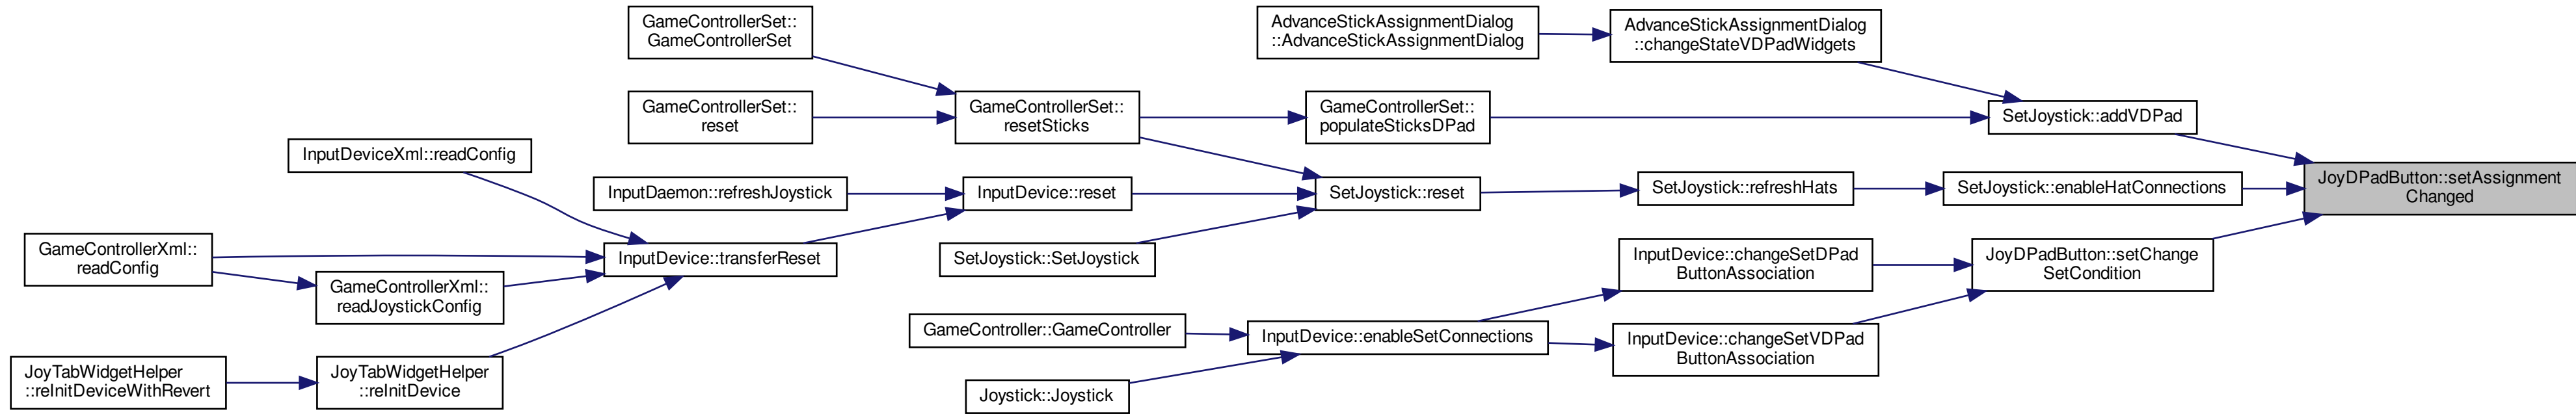 GameControllerSet::
GameControllerSet
AdvanceStickAssignmentDialog
::AdvanceStickAssignmentDialog
AdvanceStickAssignmentDialog
::changeStateVDPadWidgets
GameControllerSet::
reset
GameControllerSet::
resetSticks
GameControllerSet::
populateSticksDPad
SetJoystick::addVDPad
InputDeviceXml::readConfig
InputDaemon::refreshJoystick
InputDevice::reset
SetJoystick::reset
SetJoystick::refreshHats
SetJoystick::enableHatConnections
JoyDPadButton::setAssignment
Changed
GameControllerXml::
readConfig
GameControllerXml::
readJoystickConfig
InputDevice::transferReset
SetJoystick::SetJoystick
InputDevice::changeSetDPad
ButtonAssociation
JoyDPadButton::setChange
SetCondition
GameController::GameController
InputDevice::enableSetConnections
InputDevice::changeSetVDPad
ButtonAssociation
JoyTabWidgetHelper
::reInitDeviceWithRevert
JoyTabWidgetHelper
::reInitDevice
Joystick::Joystick